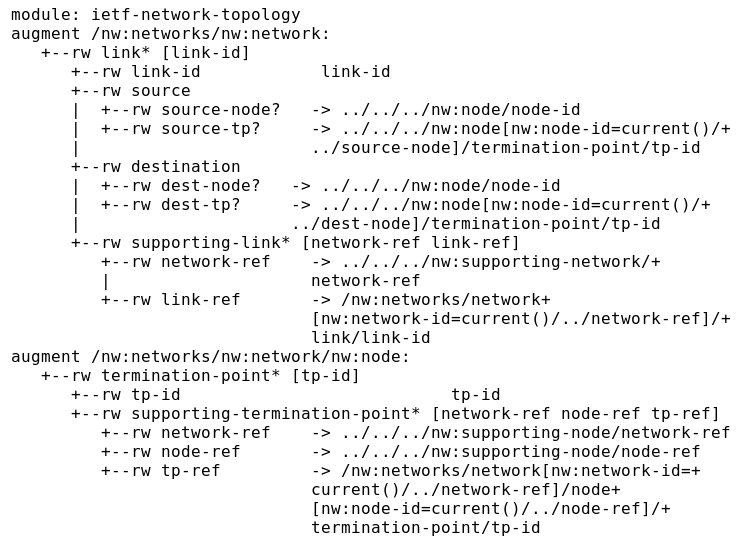 module: ietf-network-topology
augment /nw:networks/nw:network:
   +--rw link* [link-id]
      +--rw link-id            link-id
      +--rw source
      |  +--rw source-node?   -> ../../../nw:node/node-id
      |  +--rw source-tp?     -> ../../../nw:node[nw:node-id=current()/+
      |                       ../source-node]/termination-point/tp-id
      +--rw destination
      |  +--rw dest-node?   -> ../../../nw:node/node-id
      |  +--rw dest-tp?     -> ../../../nw:node[nw:node-id=current()/+
      |                     ../dest-node]/termination-point/tp-id
      +--rw supporting-link* [network-ref link-ref]
         +--rw network-ref    -> ../../../nw:supporting-network/+
         |                    network-ref
         +--rw link-ref       -> /nw:networks/network+
                              [nw:network-id=current()/../network-ref]/+
                              link/link-id
augment /nw:networks/nw:network/nw:node:
   +--rw termination-point* [tp-id]
      +--rw tp-id                           tp-id
      +--rw supporting-termination-point* [network-ref node-ref tp-ref]
         +--rw network-ref    -> ../../../nw:supporting-node/network-ref
         +--rw node-ref       -> ../../../nw:supporting-node/node-ref
         +--rw tp-ref         -> /nw:networks/network[nw:network-id=+
                              current()/../network-ref]/node+
                              [nw:node-id=current()/../node-ref]/+
                              termination-point/tp-id